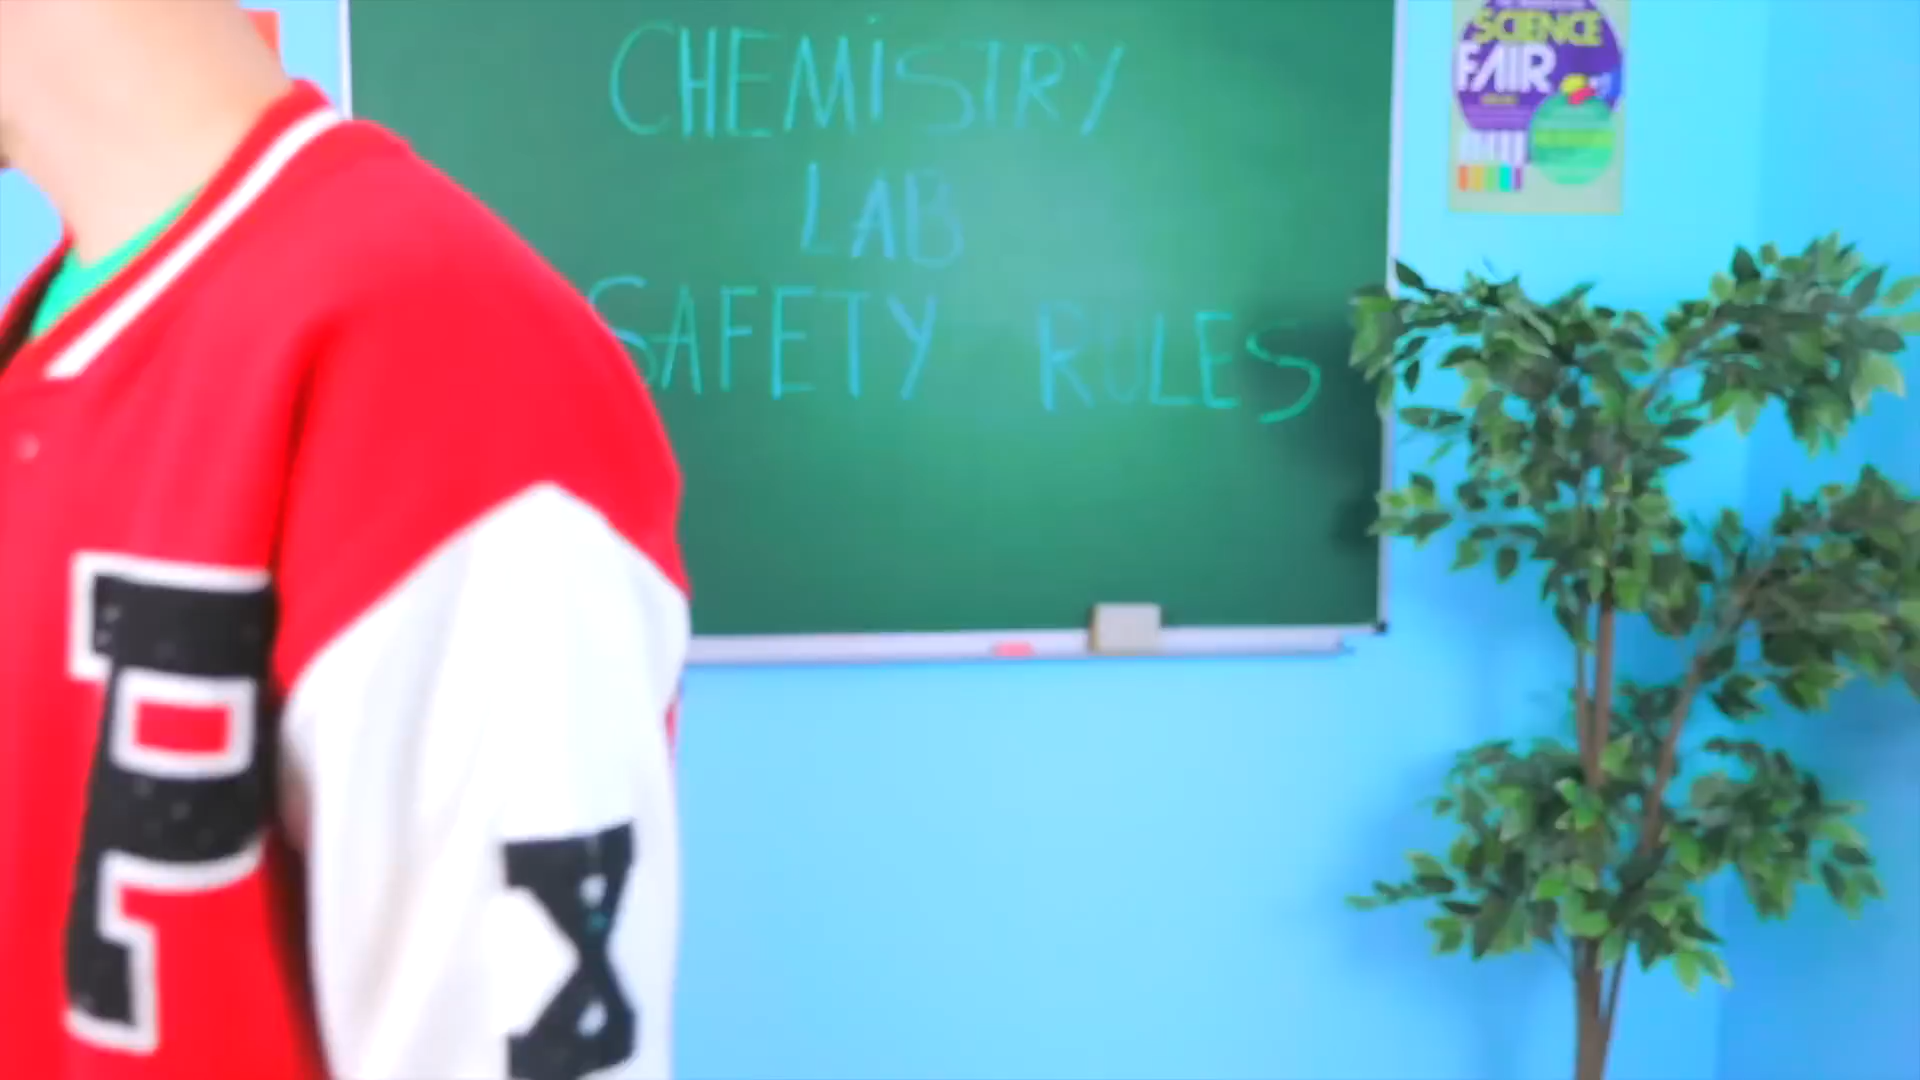 CHEMiSTRY
LAB
SAFETY RULES
SCIENCE
FAIR
P